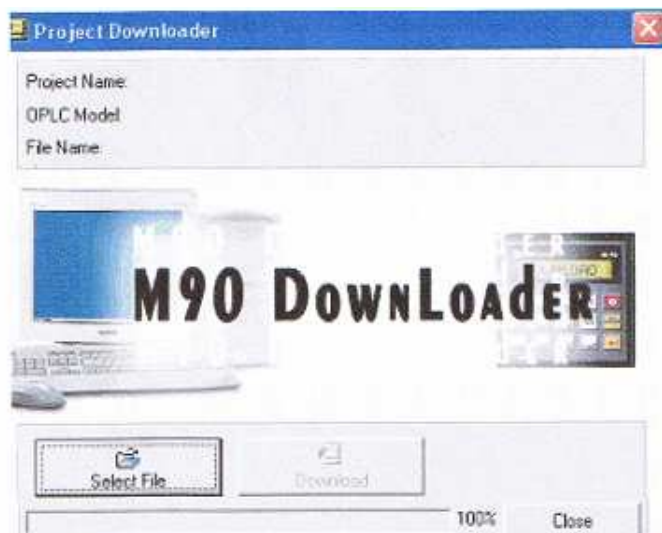 Project Downloader
Project Name:
OPLC Model
File Name:
M90 DownLoader
Select File
Download
100%
Close